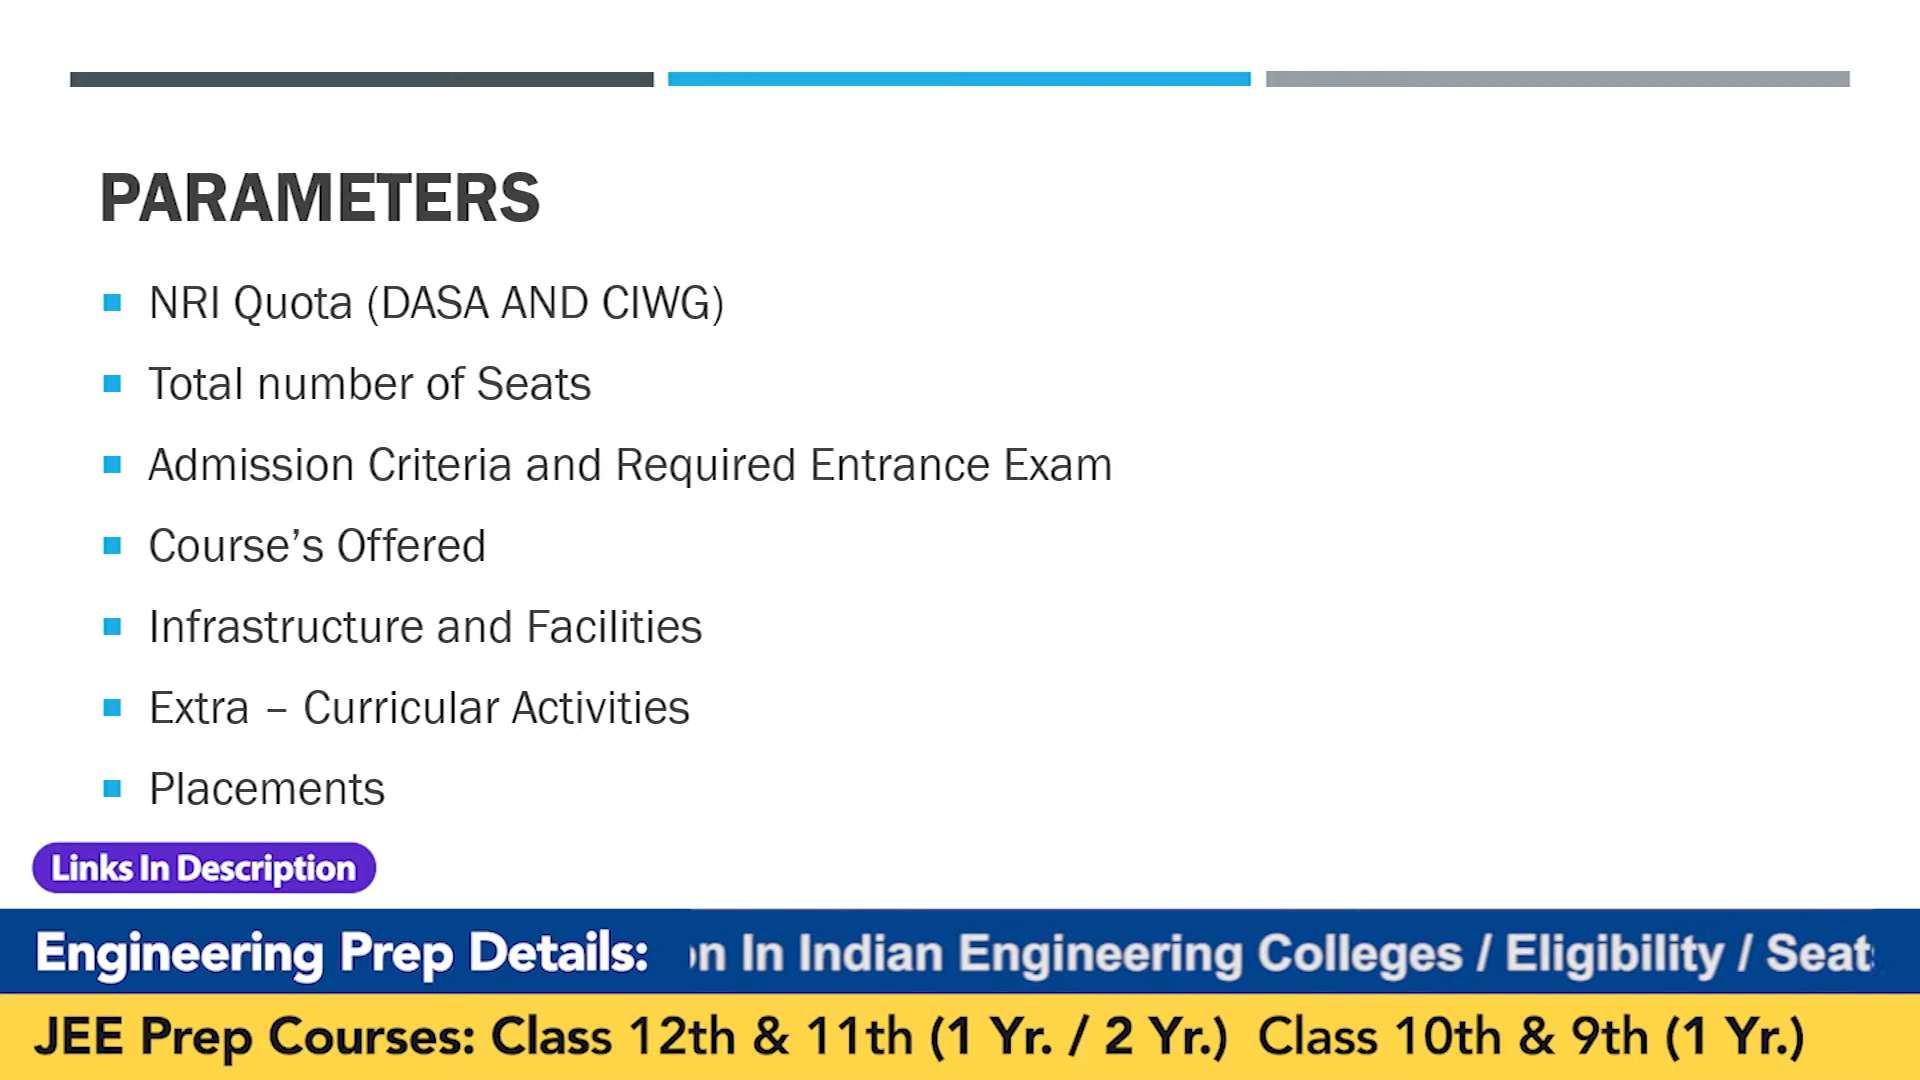 PARAMETERS
NRI Quota (DASA AND CIWG)
Total number of Seats
Admission Criteria and Required Entrance Exam
Course’s Offered
Infrastructure and Facilities
Extra – Curricular Activities
Placements
Links In Description
Engineering Prep Details: on In Indian Engineering Colleges / Eligibility / Seats
JEE Prep Courses: Class 12th & 11th (1 Yr. / 2 Yr.) Class 10th & 9th (1 Yr.)